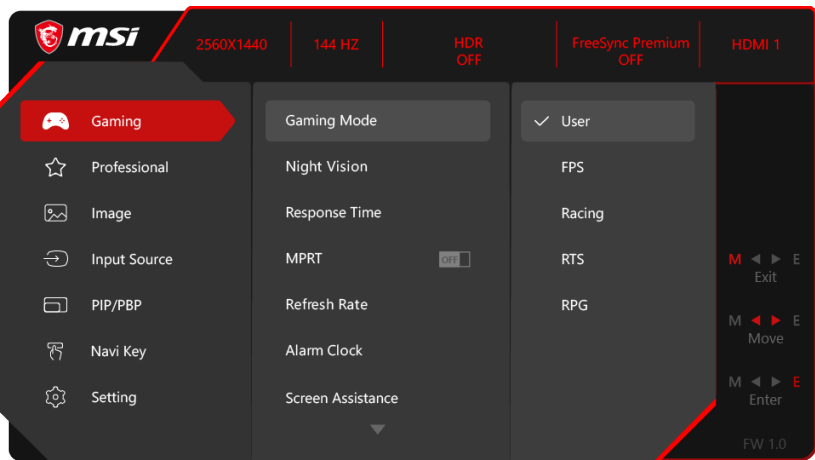 msi
2560X1440
144 HZ
HDR
OFF
FreeSync Premium
OFF
HDMI 1
Gaming
Professional
Image
Input Source
PIP/PBP
Navi Key
Setting
Gaming Mode
Night Vision
Response Time
MPRT OFF
Refresh Rate
Alarm Clock
Screen Assistance
User
FPS
Racing
RTS
RPG
M ◄ ► E
Exit
M ◄ ► E
Move
M ◄ ► E
Enter
FW 1.0